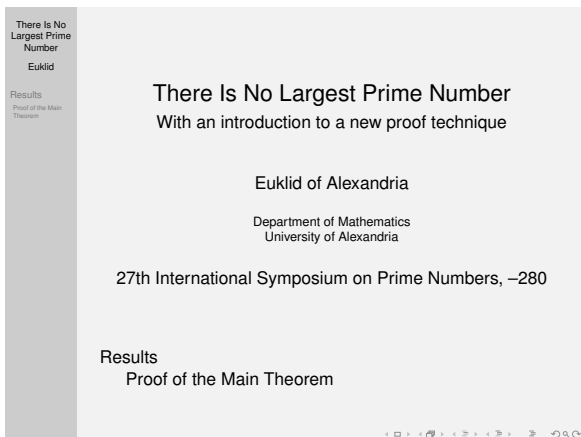 There Is No
Largest Prime
Number
Euklid
Results
Proof of the Main
Theorem
There Is No Largest Prime Number
With an introduction to a new proof technique
Euklid of Alexandria
Department of Mathematics
University of Alexandria
27th International Symposium on Prime Numbers, –280
Results
Proof of the Main Theorem